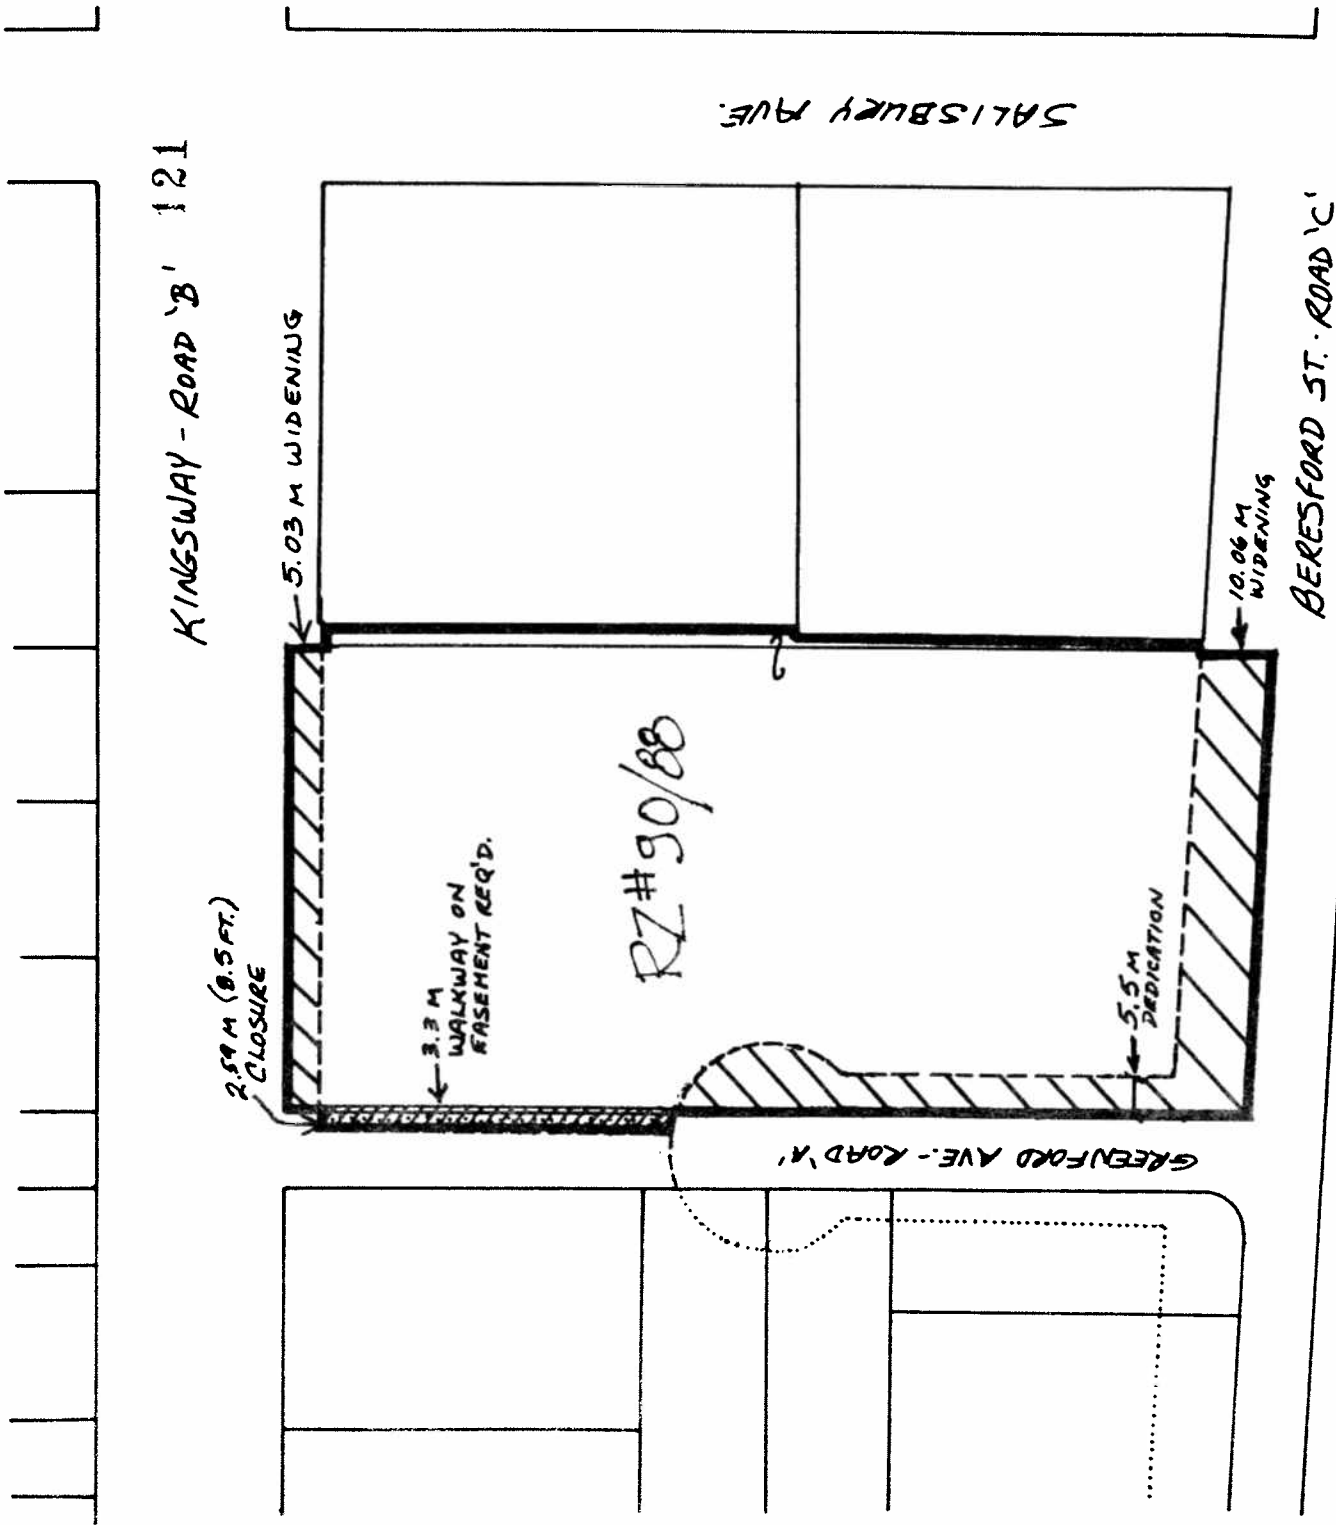 SALISBURY AVE.
KINGSWAY - ROAD 'B' 121
5.03 M WIDENING
2.59 M (8.5 FT.)
CLOSURE
3.3 M
WALKWAY ON
EASEMENT REQ'D.
RZ#90/88
5.5 M
DEDICATION
10.06 M
WIDENING
GREENFORD AVE. - ROAD 'A'
BERESFORD ST. · ROAD 'C'